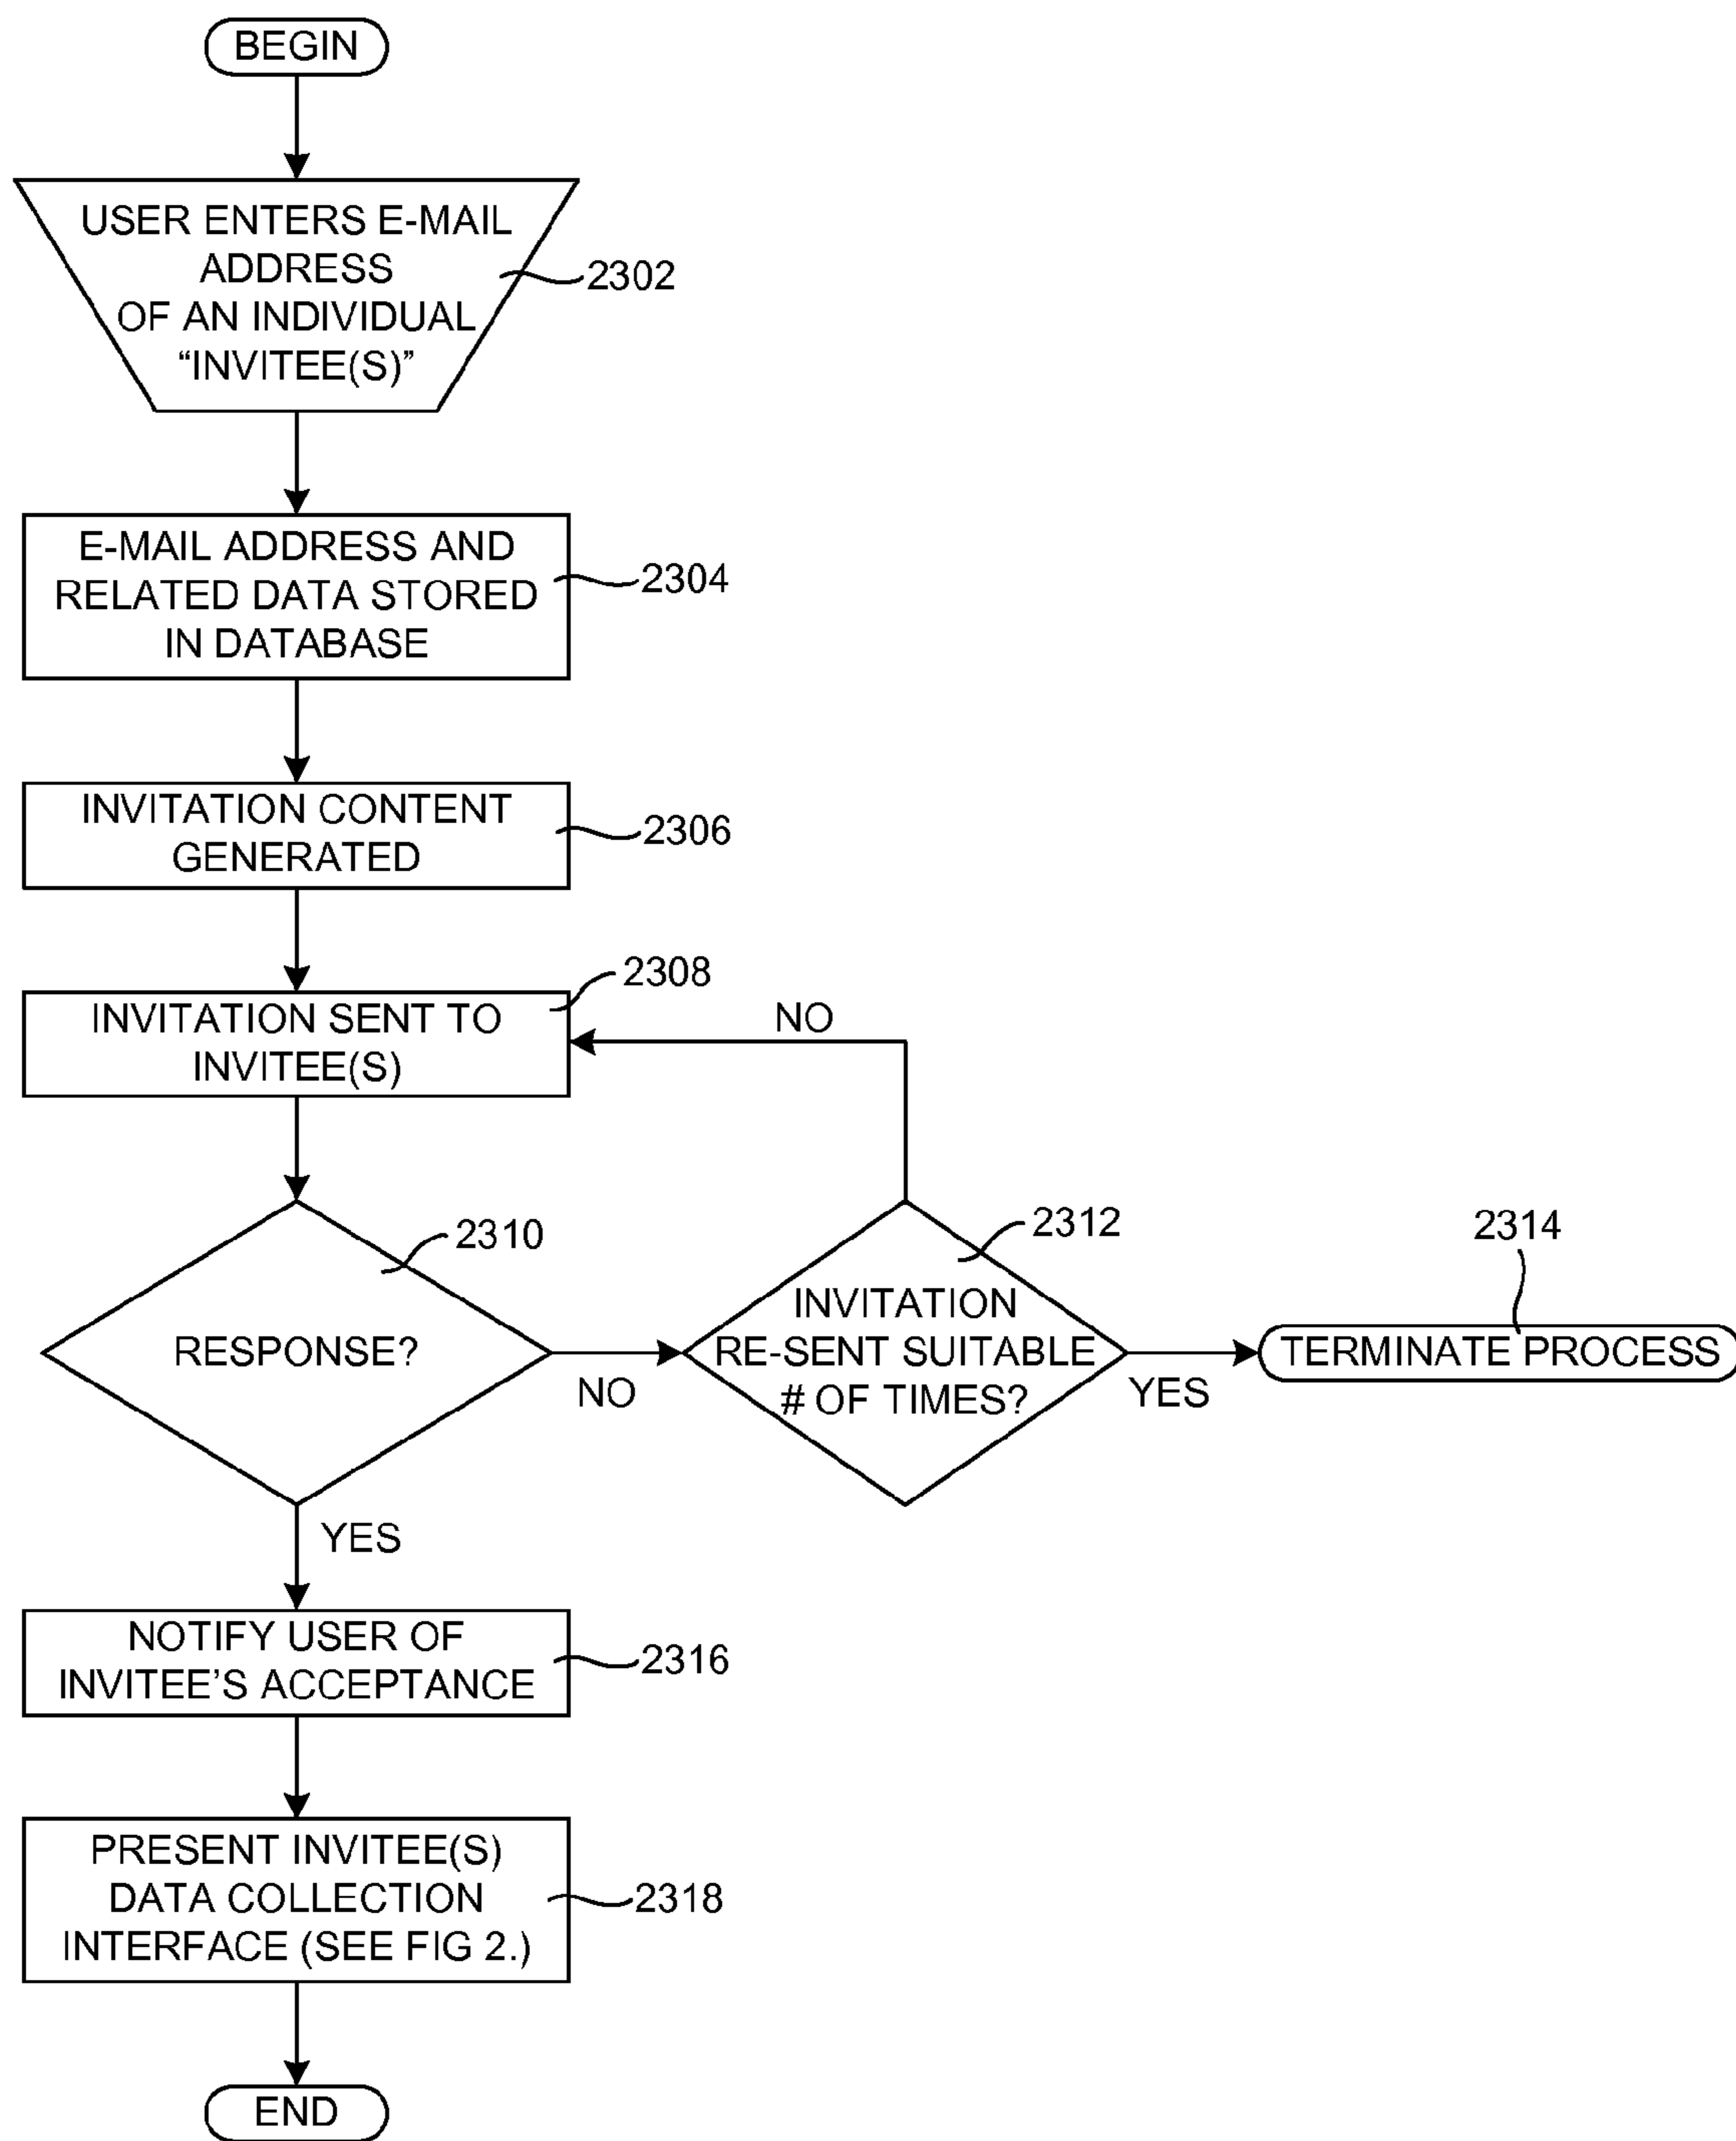 BEGIN
USER ENTERS E-MAIL
ADDRESS
OF AN INDIVIDUAL
“INVITEE(S)”
2302
E-MAIL ADDRESS AND
RELATED DATA STORED
IN DATABASE
2304
INVITATION CONTENT
GENERATED
2306
INVITATION SENT TO
INVITEE(S)
2308
NO
RESPONSE?
2310
NO
INVITATION
RE-SENT SUITABLE
# OF TIMES?
2312
YES
2314
TERMINATE PROCESS
YES
NOTIFY USER OF
INVITEE’S ACCEPTANCE
2316
PRESENT INVITEE(S)
DATA COLLECTION
INTERFACE (SEE FIG 2.)
2318
END